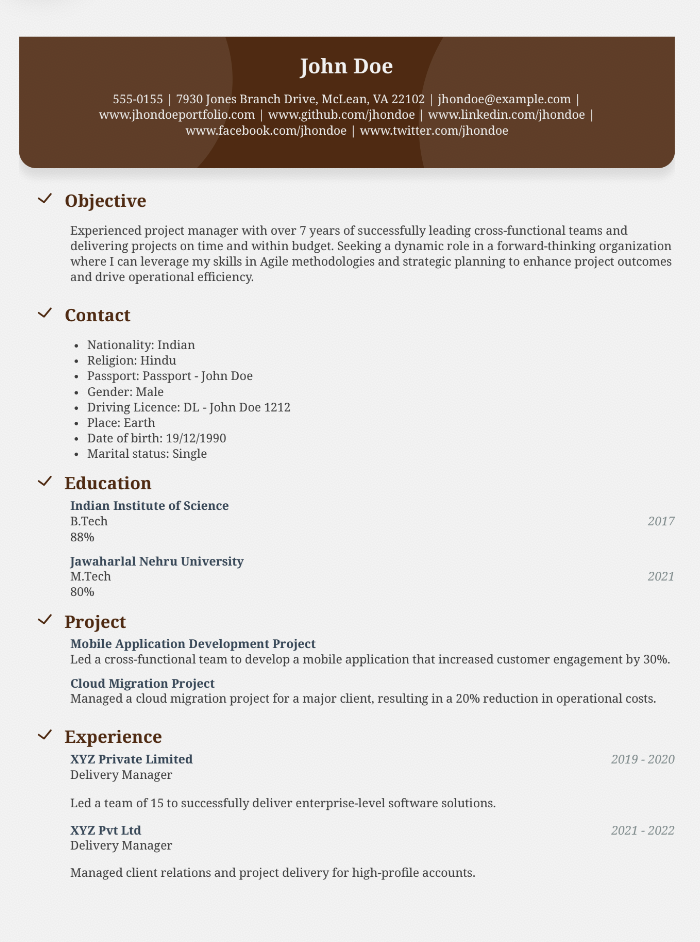 John Doe
555-0155 | 7930 Jones Branch Drive, McLean, VA 22102 | jhondoe@example.com |
www.jhondoeportfolio.com | www.github.com/jhondoe | www.linkedin.com/jhondoe |
www.facebook.com/jhondoe | www.twitter.com/jhondoe
Objective
Experienced project manager with over 7 years of successfully leading cross-functional teams and
delivering projects on time and within budget. Seeking a dynamic role in a forward-thinking organization
where I can leverage my skills in Agile methodologies and strategic planning to enhance project outcomes
and drive operational efficiency.
Contact
• Nationality: Indian
• Religion: Hindu
• Passport: Passport - John Doe
• Gender: Male
• Driving Licence: DL - John Doe 1212
• Place: Earth
• Date of birth: 19/12/1990
• Marital status: Single
Education
Indian Institute of Science
B.Tech 2017
88%
Jawaharlal Nehru University
M.Tech 2021
80%
Project
Mobile Application Development Project
Led a cross-functional team to develop a mobile application that increased customer engagement by 30%.
Cloud Migration Project
Managed a cloud migration project for a major client, resulting in a 20% reduction in operational costs.
Experience
XYZ Private Limited 2019 - 2020
Delivery Manager
Led a team of 15 to successfully deliver enterprise-level software solutions.
XYZ Pvt Ltd 2021 - 2022
Delivery Manager
Managed client relations and project delivery for high-profile accounts.